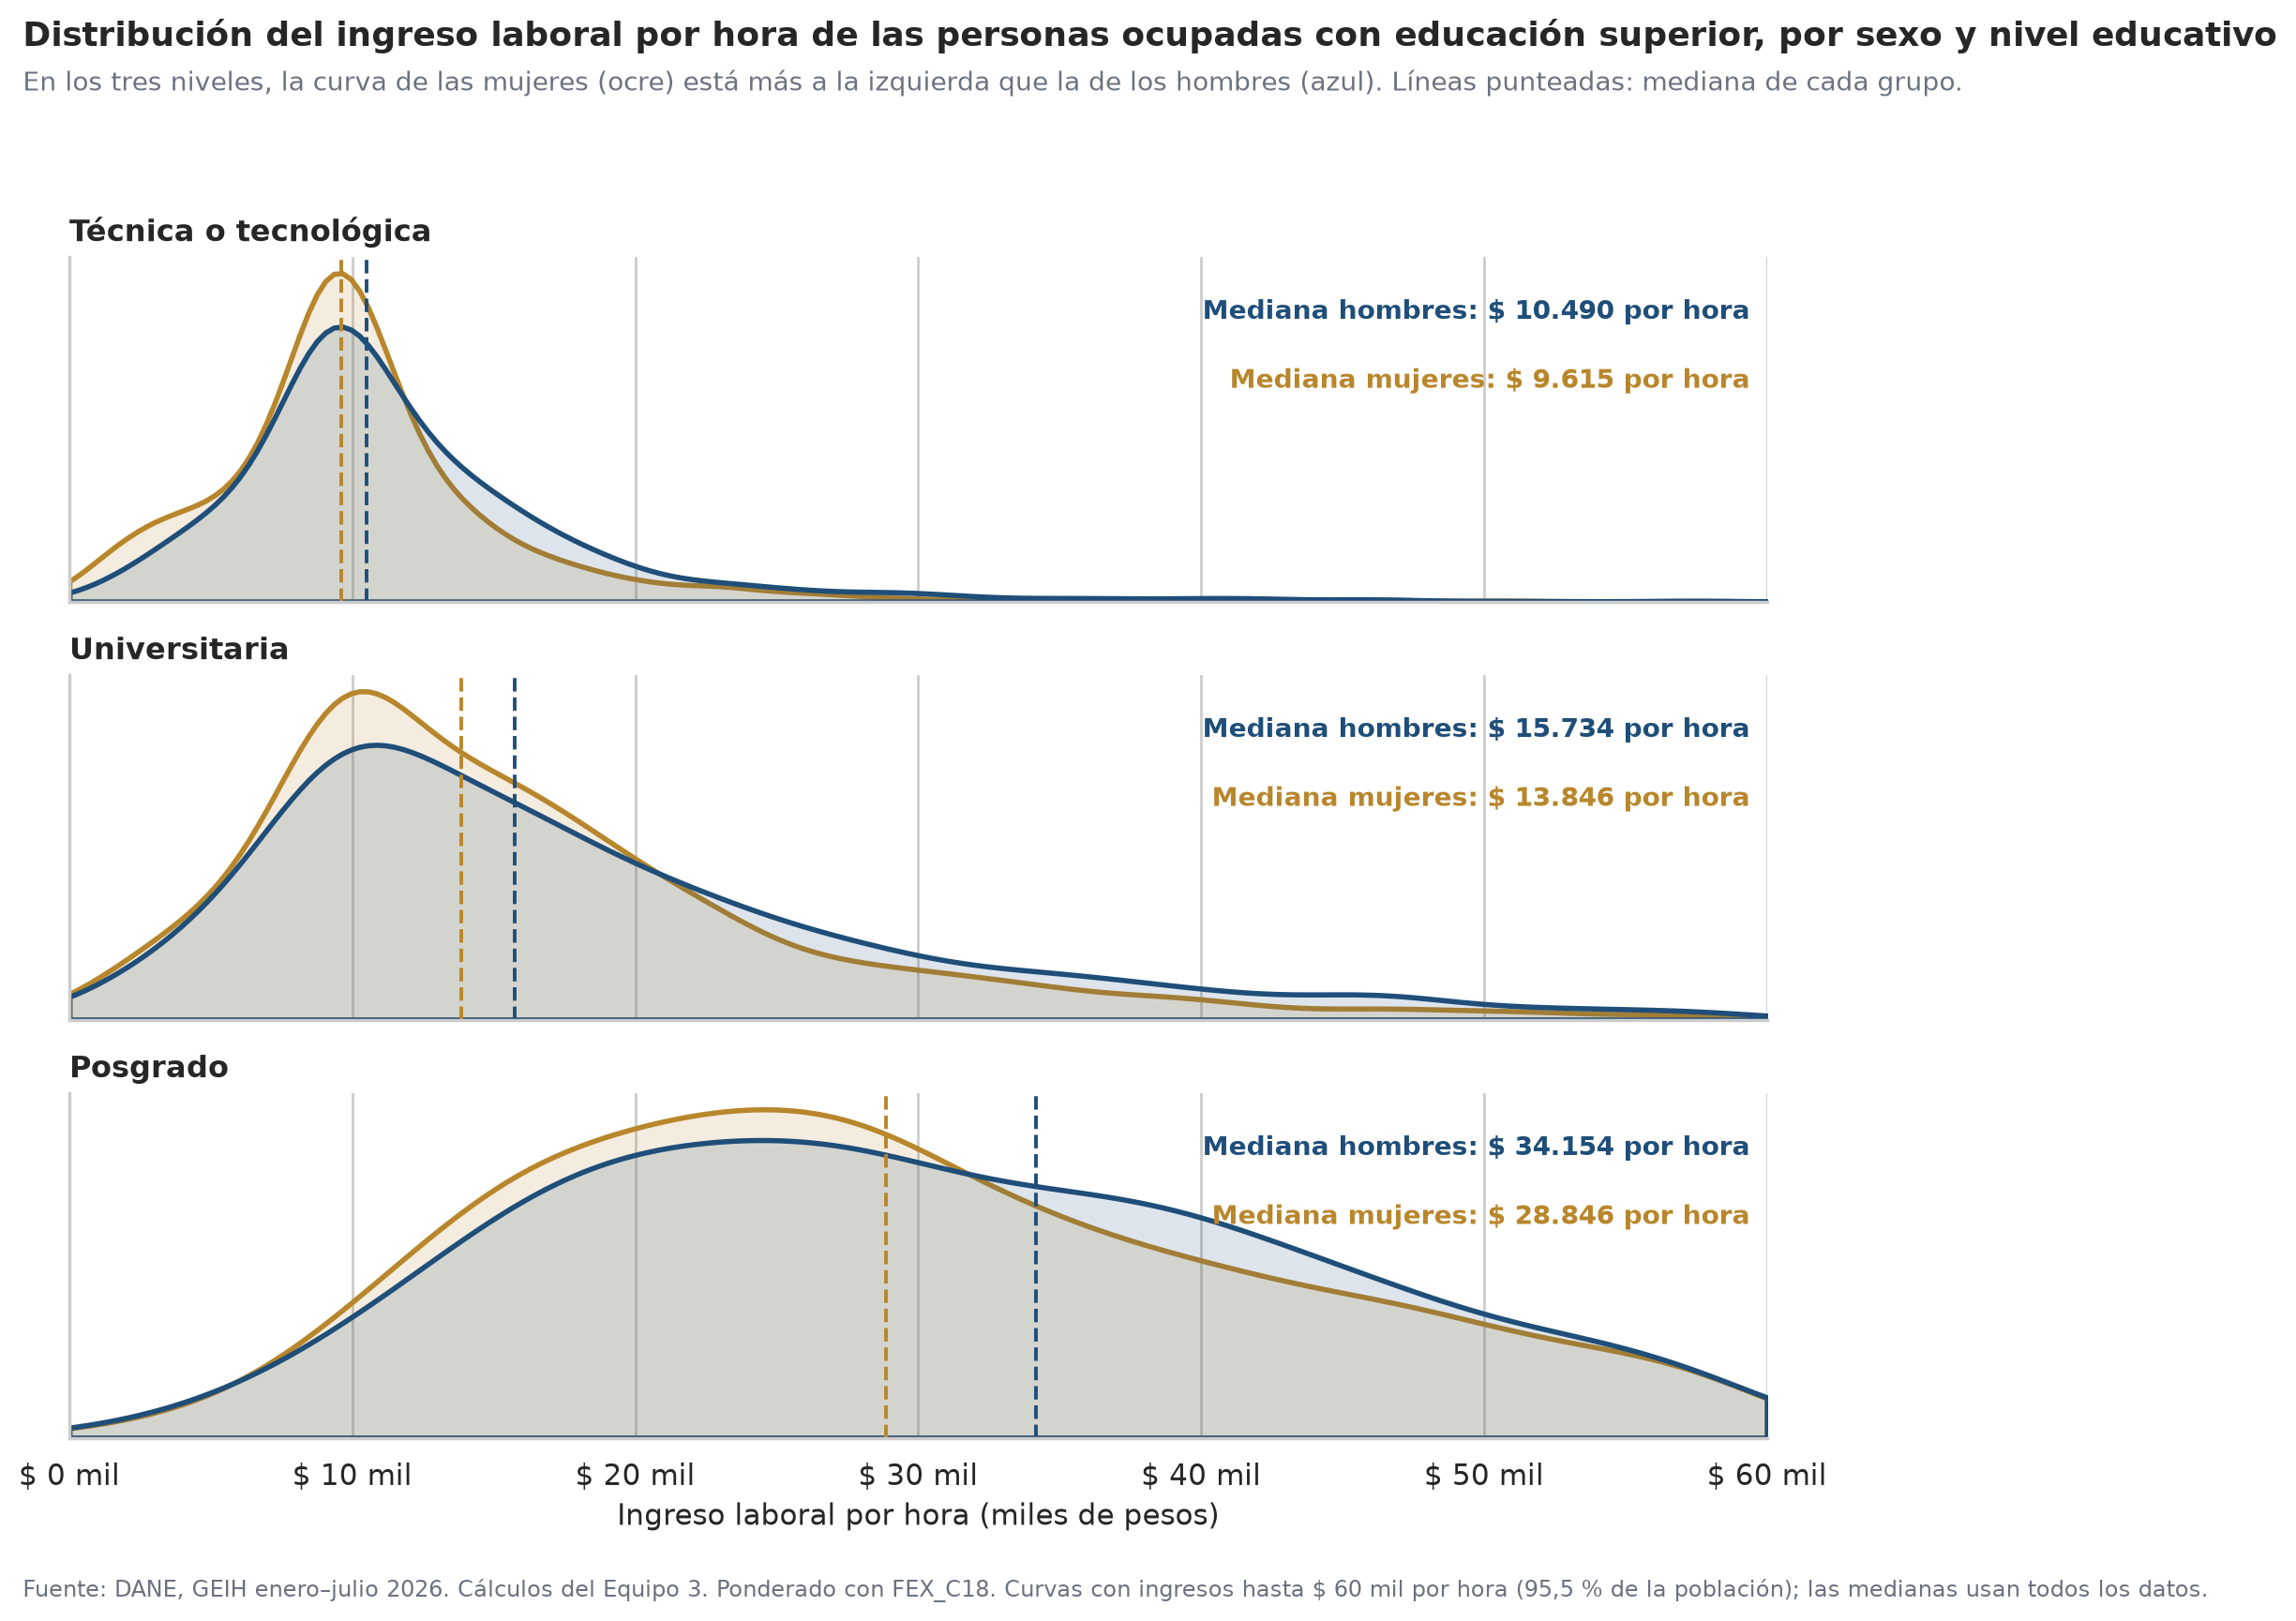 Distribución del ingreso laboral por hora de las personas ocupadas con educación superior, por sexo y nivel educativo
En los tres niveles, la curva de las mujeres (ocre) está más a la izquierda que la de los hombres (azul). Líneas punteadas: mediana de cada grupo.
Técnica o tecnológica
Mediana hombres: $ 10.490 por hora
Mediana mujeres: $ 9.615 por hora
Universitaria
Mediana hombres: $ 15.734 por hora
Mediana mujeres: $ 13.846 por hora
Posgrado
Mediana hombres: $ 34.154 por hora
Mediana mujeres: $ 28.846 por hora
$ 0 mil $ 10 mil $ 20 mil $ 30 mil $ 40 mil $ 50 mil $ 60 mil
Ingreso laboral por hora (miles de pesos)
Fuente: DANE, GEIH enero–julio 2026. Cálculos del Equipo 3. Ponderado con FEX_C18. Curvas con ingresos hasta $ 60 mil por hora (95,5 % de la población); las medianas usan todos los datos.